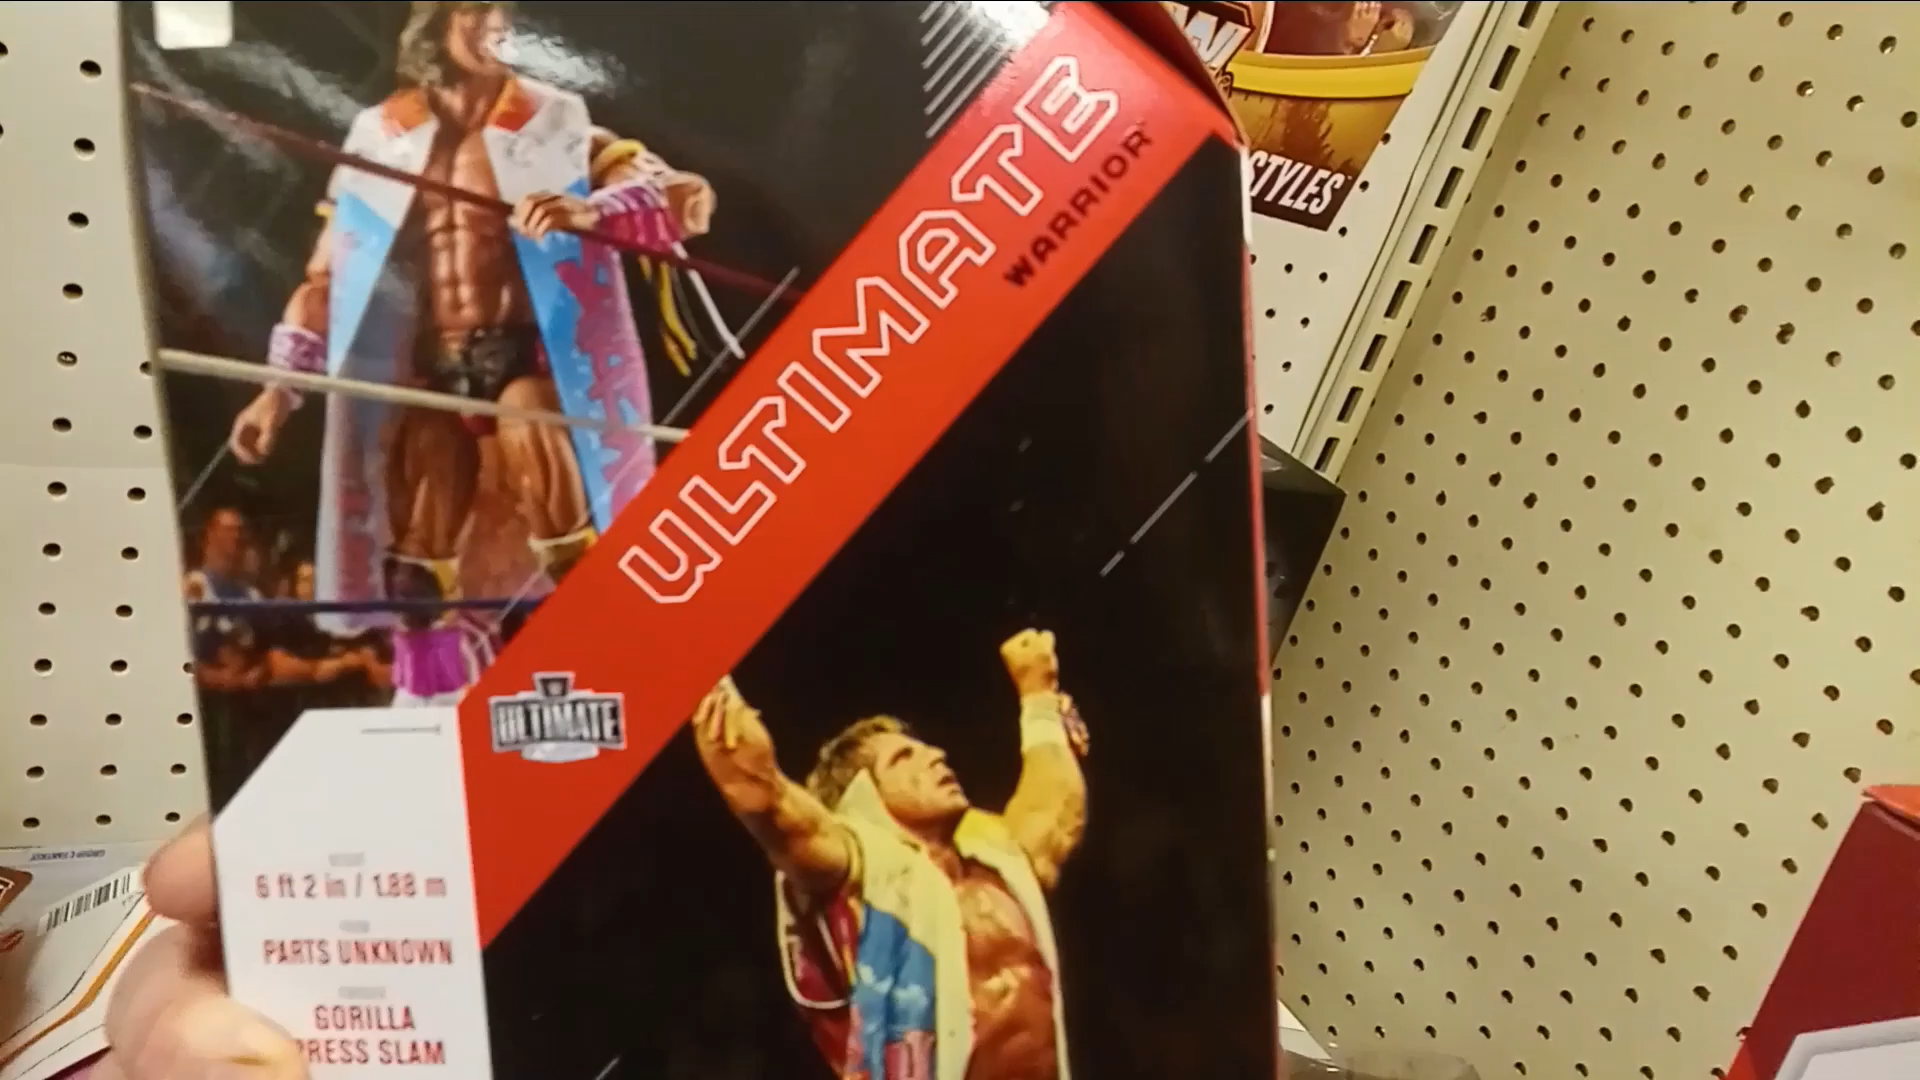 ULTIMATE
WARRIOR
STYLES
ULTIMATE
6 ft 2 in / 1.88 m
PARTS UNKNOWN
GORILLA
PRESS SLAM